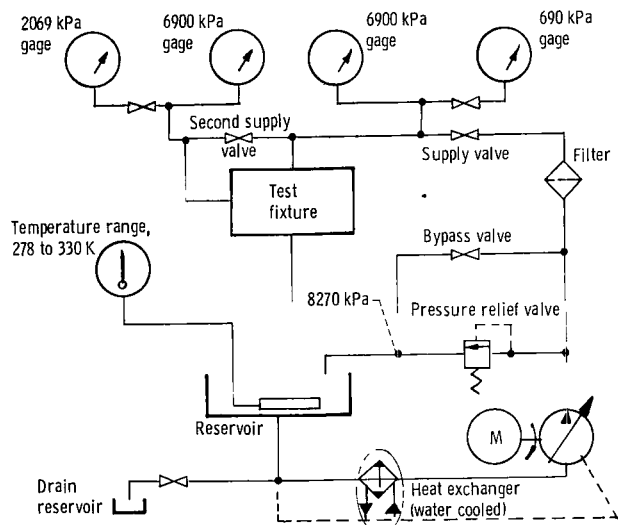 2069 kPa
gage
6900 kPa
gage
6900 kPa
gage
690 kPa
gage
Second supply
valve
Supply valve
Filter
Test
fixture
Temperature range,
278 to 330 K
Bypass valve
8270 kPa
Pressure relief valve
Reservoir
M
Drain
reservoir
Heat exchanger
(water cooled)